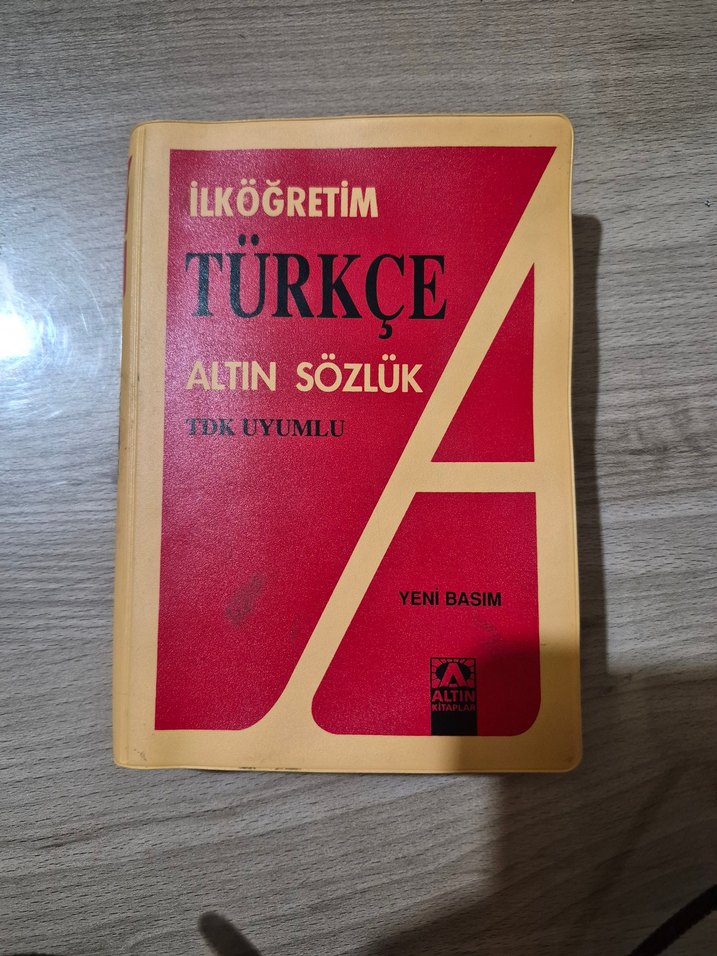 İLKÖĞRETİM
TÜRKÇE
ALTIN SÖZLÜK
TDK UYUMLU
YENİ BASIM
ALTIN
KİTAPLAR